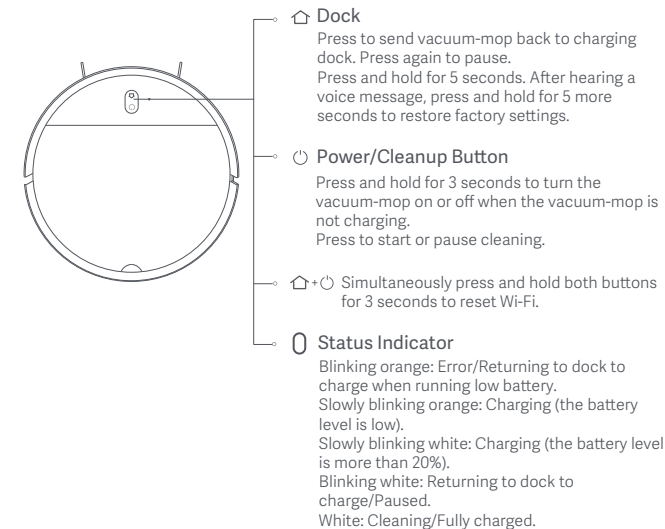 Dock
Press to send vacuum-mop back to charging
dock. Press again to pause.
Press and hold for 5 seconds. After hearing a
voice message, press and hold for 5 more
seconds to restore factory settings.
Power/Cleanup Button
Press and hold for 3 seconds to turn the
vacuum-mop on or off when the vacuum-mop is
not charging.
Press to start or pause cleaning.
+ Simultaneously press and hold both buttons
for 3 seconds to reset Wi-Fi.
Status Indicator
Blinking orange: Error/Returning to dock to
charge when running low battery.
Slowly blinking orange: Charging (the battery
level is low).
Slowly blinking white: Charging (the battery level
is more than 20%).
Blinking white: Returning to dock to
charge/Paused.
White: Cleaning/Fully charged.